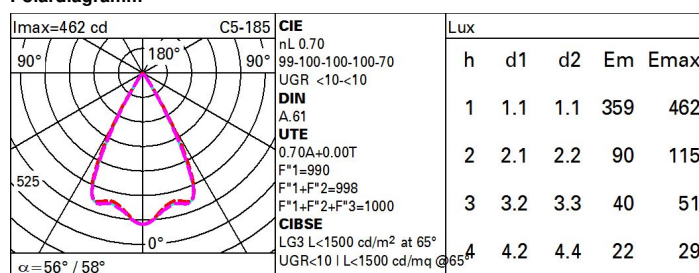 Imax=462 cd C5-185
90° 180° 90°
525
0°
α=56° / 58°
CIE
nL 0.70
99-100-100-100-70
UGR <10-<10
DIN
A.61
UTE
0.70A+0.00T
F"1=990
F"1+F"2=998
F"1+F"2+F"3=1000
CIBSE
LG3 L<1500 cd/m² at 65°
UGR<10 | L<1500 cd/mq @65°
Lux
h d1 d2 Em Emax
1 1.1 1.1 359 462
2 2.1 2.2 90 115
3 3.2 3.3 40 51
4 4.2 4.4 22 29